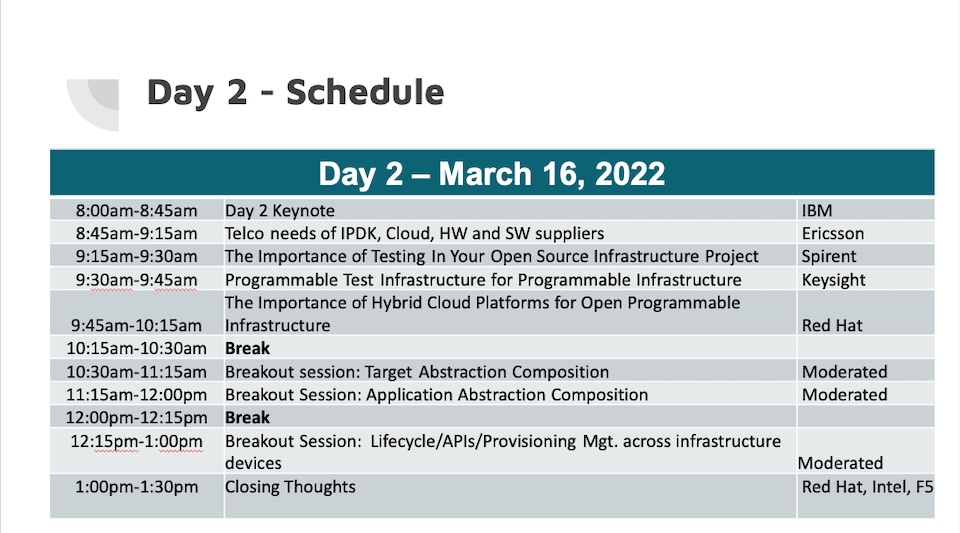 Day 2 - Schedule
Day 2 – March 16, 2022
8:00am-8:45am Day 2 Keynote IBM
8:45am-9:15am Telco needs of IPDK, Cloud, HW and SW suppliers Ericsson
9:15am-9:30am The Importance of Testing In Your Open Source Infrastructure Project Spirent
9:30am-9:45am Programmable Test Infrastructure for Programmable Infrastructure Keysight
The Importance of Hybrid Cloud Platforms for Open Programmable
9:45am-10:15am Infrastructure Red Hat
10:15am-10:30am Break
10:30am-11:15am Breakout session: Target Abstraction Composition Moderated
11:15am-12:00pm Breakout Session: Application Abstraction Composition Moderated
12:00pm-12:15pm Break
12:15pm-1:00pm Breakout Session:  Lifecycle/APIs/Provisioning Mgt. across infrastructure
devices Moderated
1:00pm-1:30pm Closing Thoughts Red Hat, Intel, F5